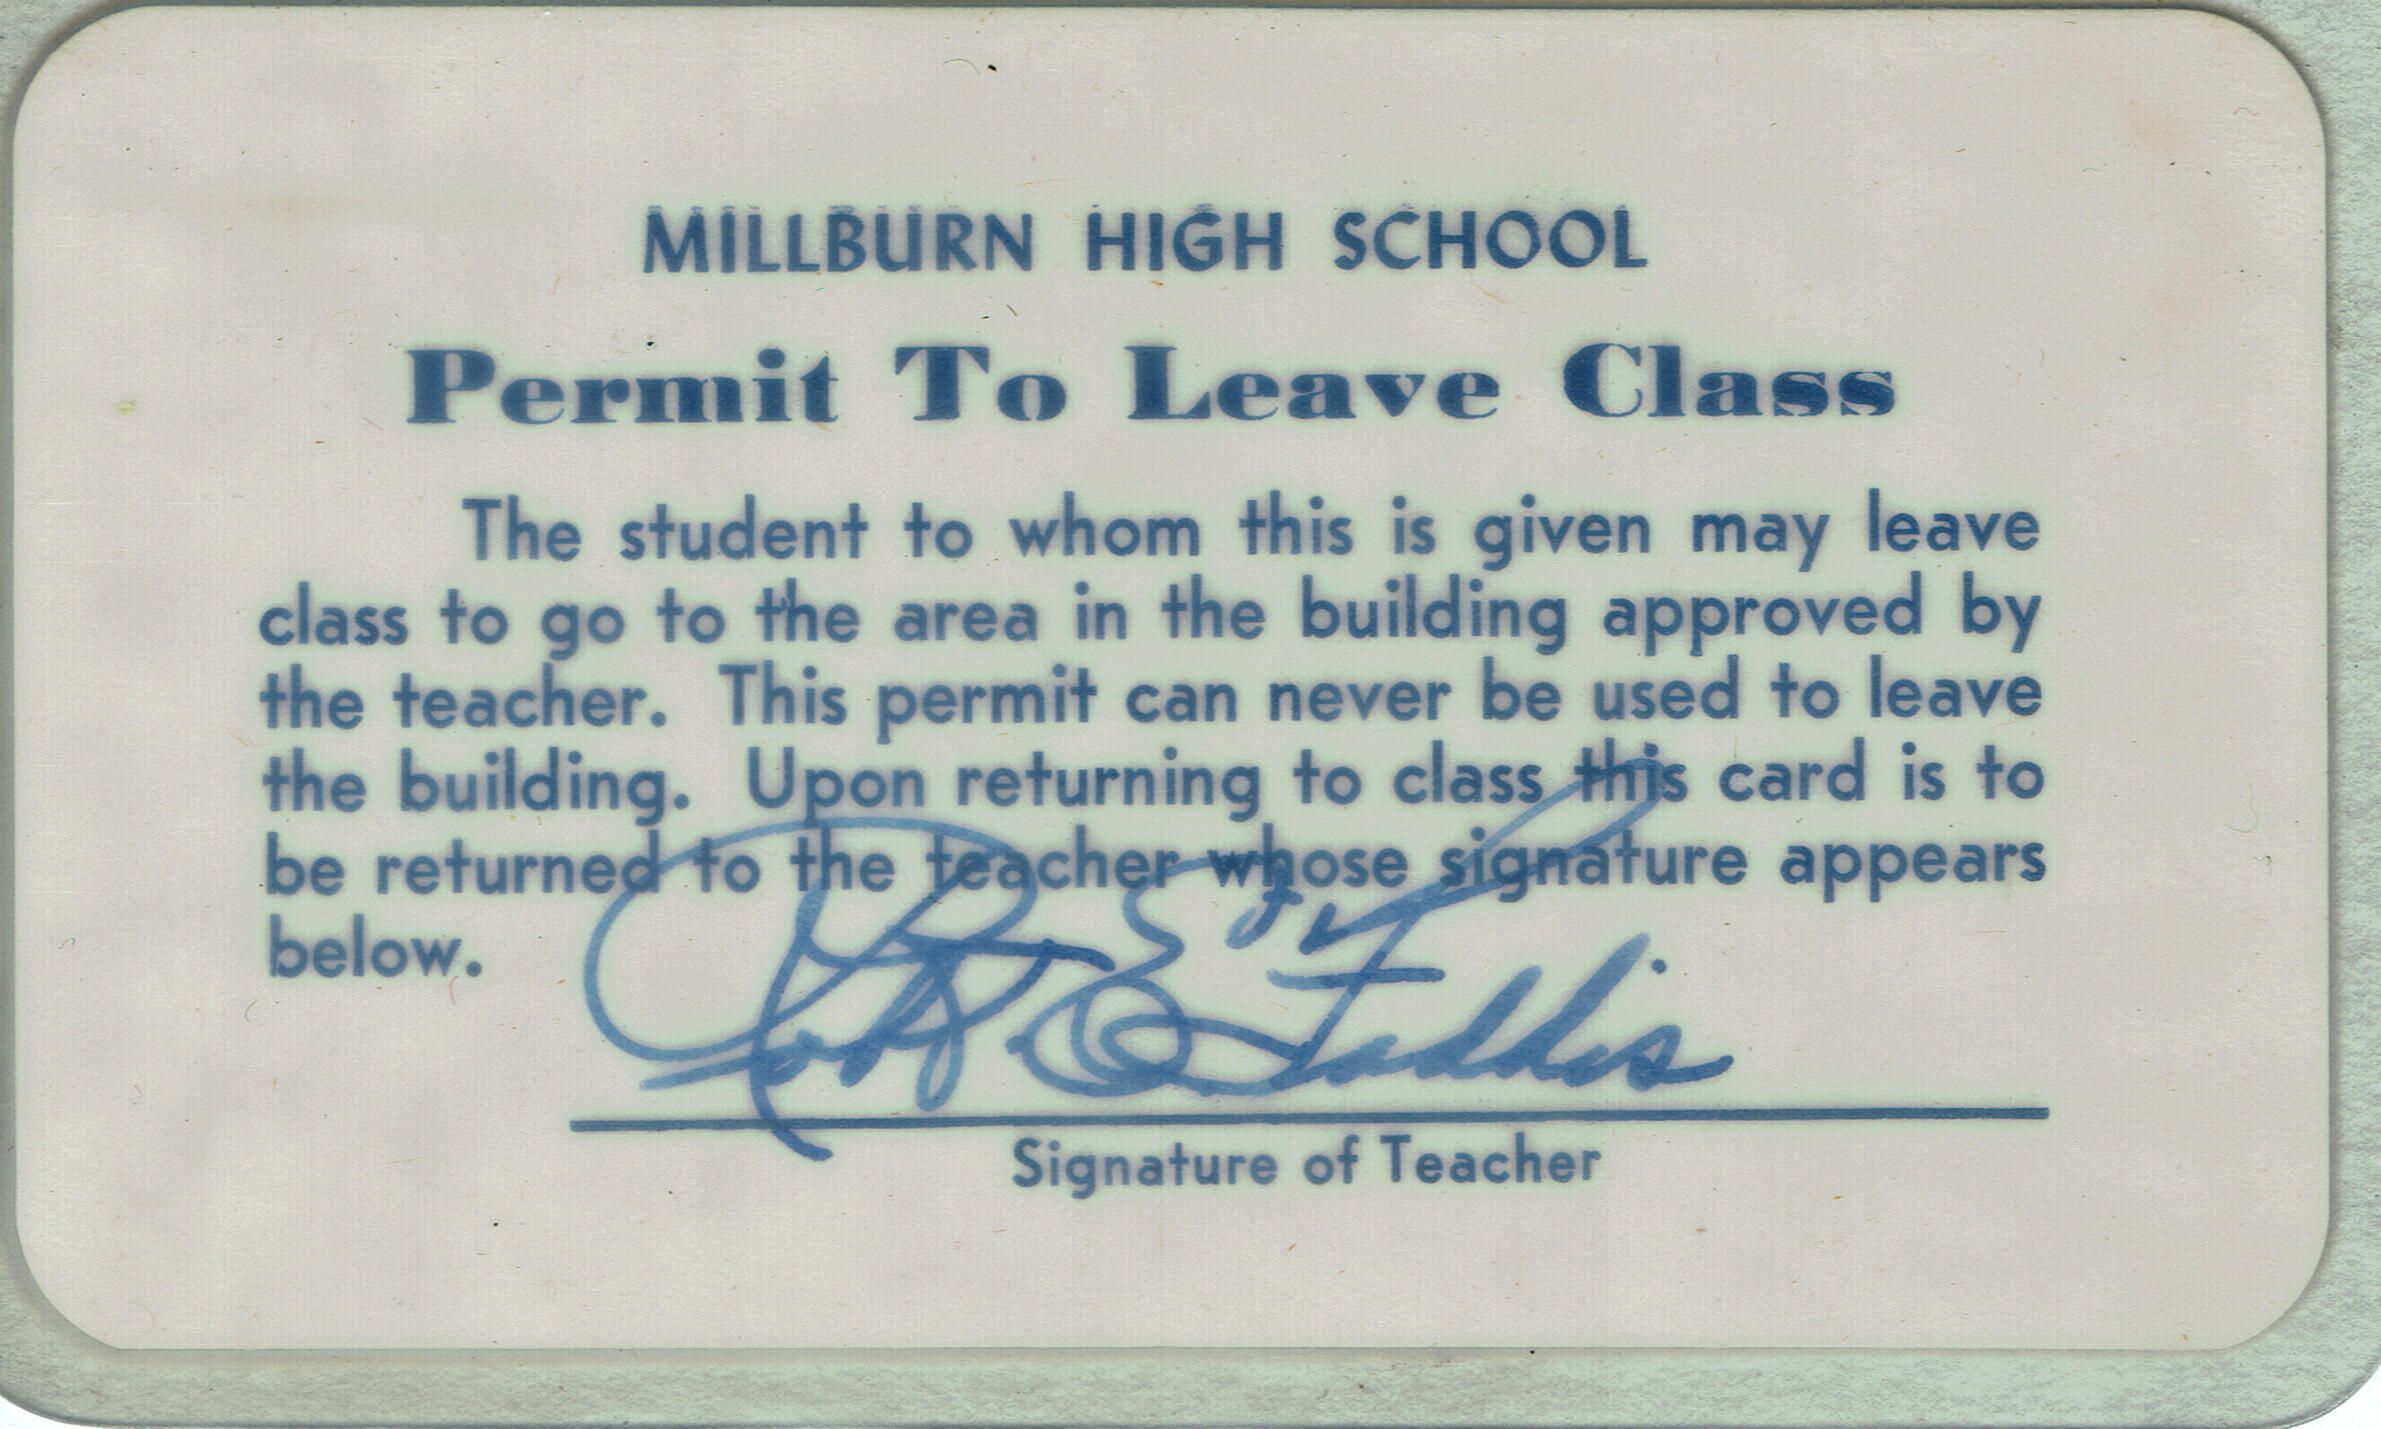 MILLBURN HIGH SCHOOL
Permit To Leave Class
The student to whom this is given may leave
class to go to the area in the building approved by
the teacher. This permit can never be used to leave
the building. Upon returning to class this card is to
be returned to the teacher whose signature appears
below.
Signature of Teacher